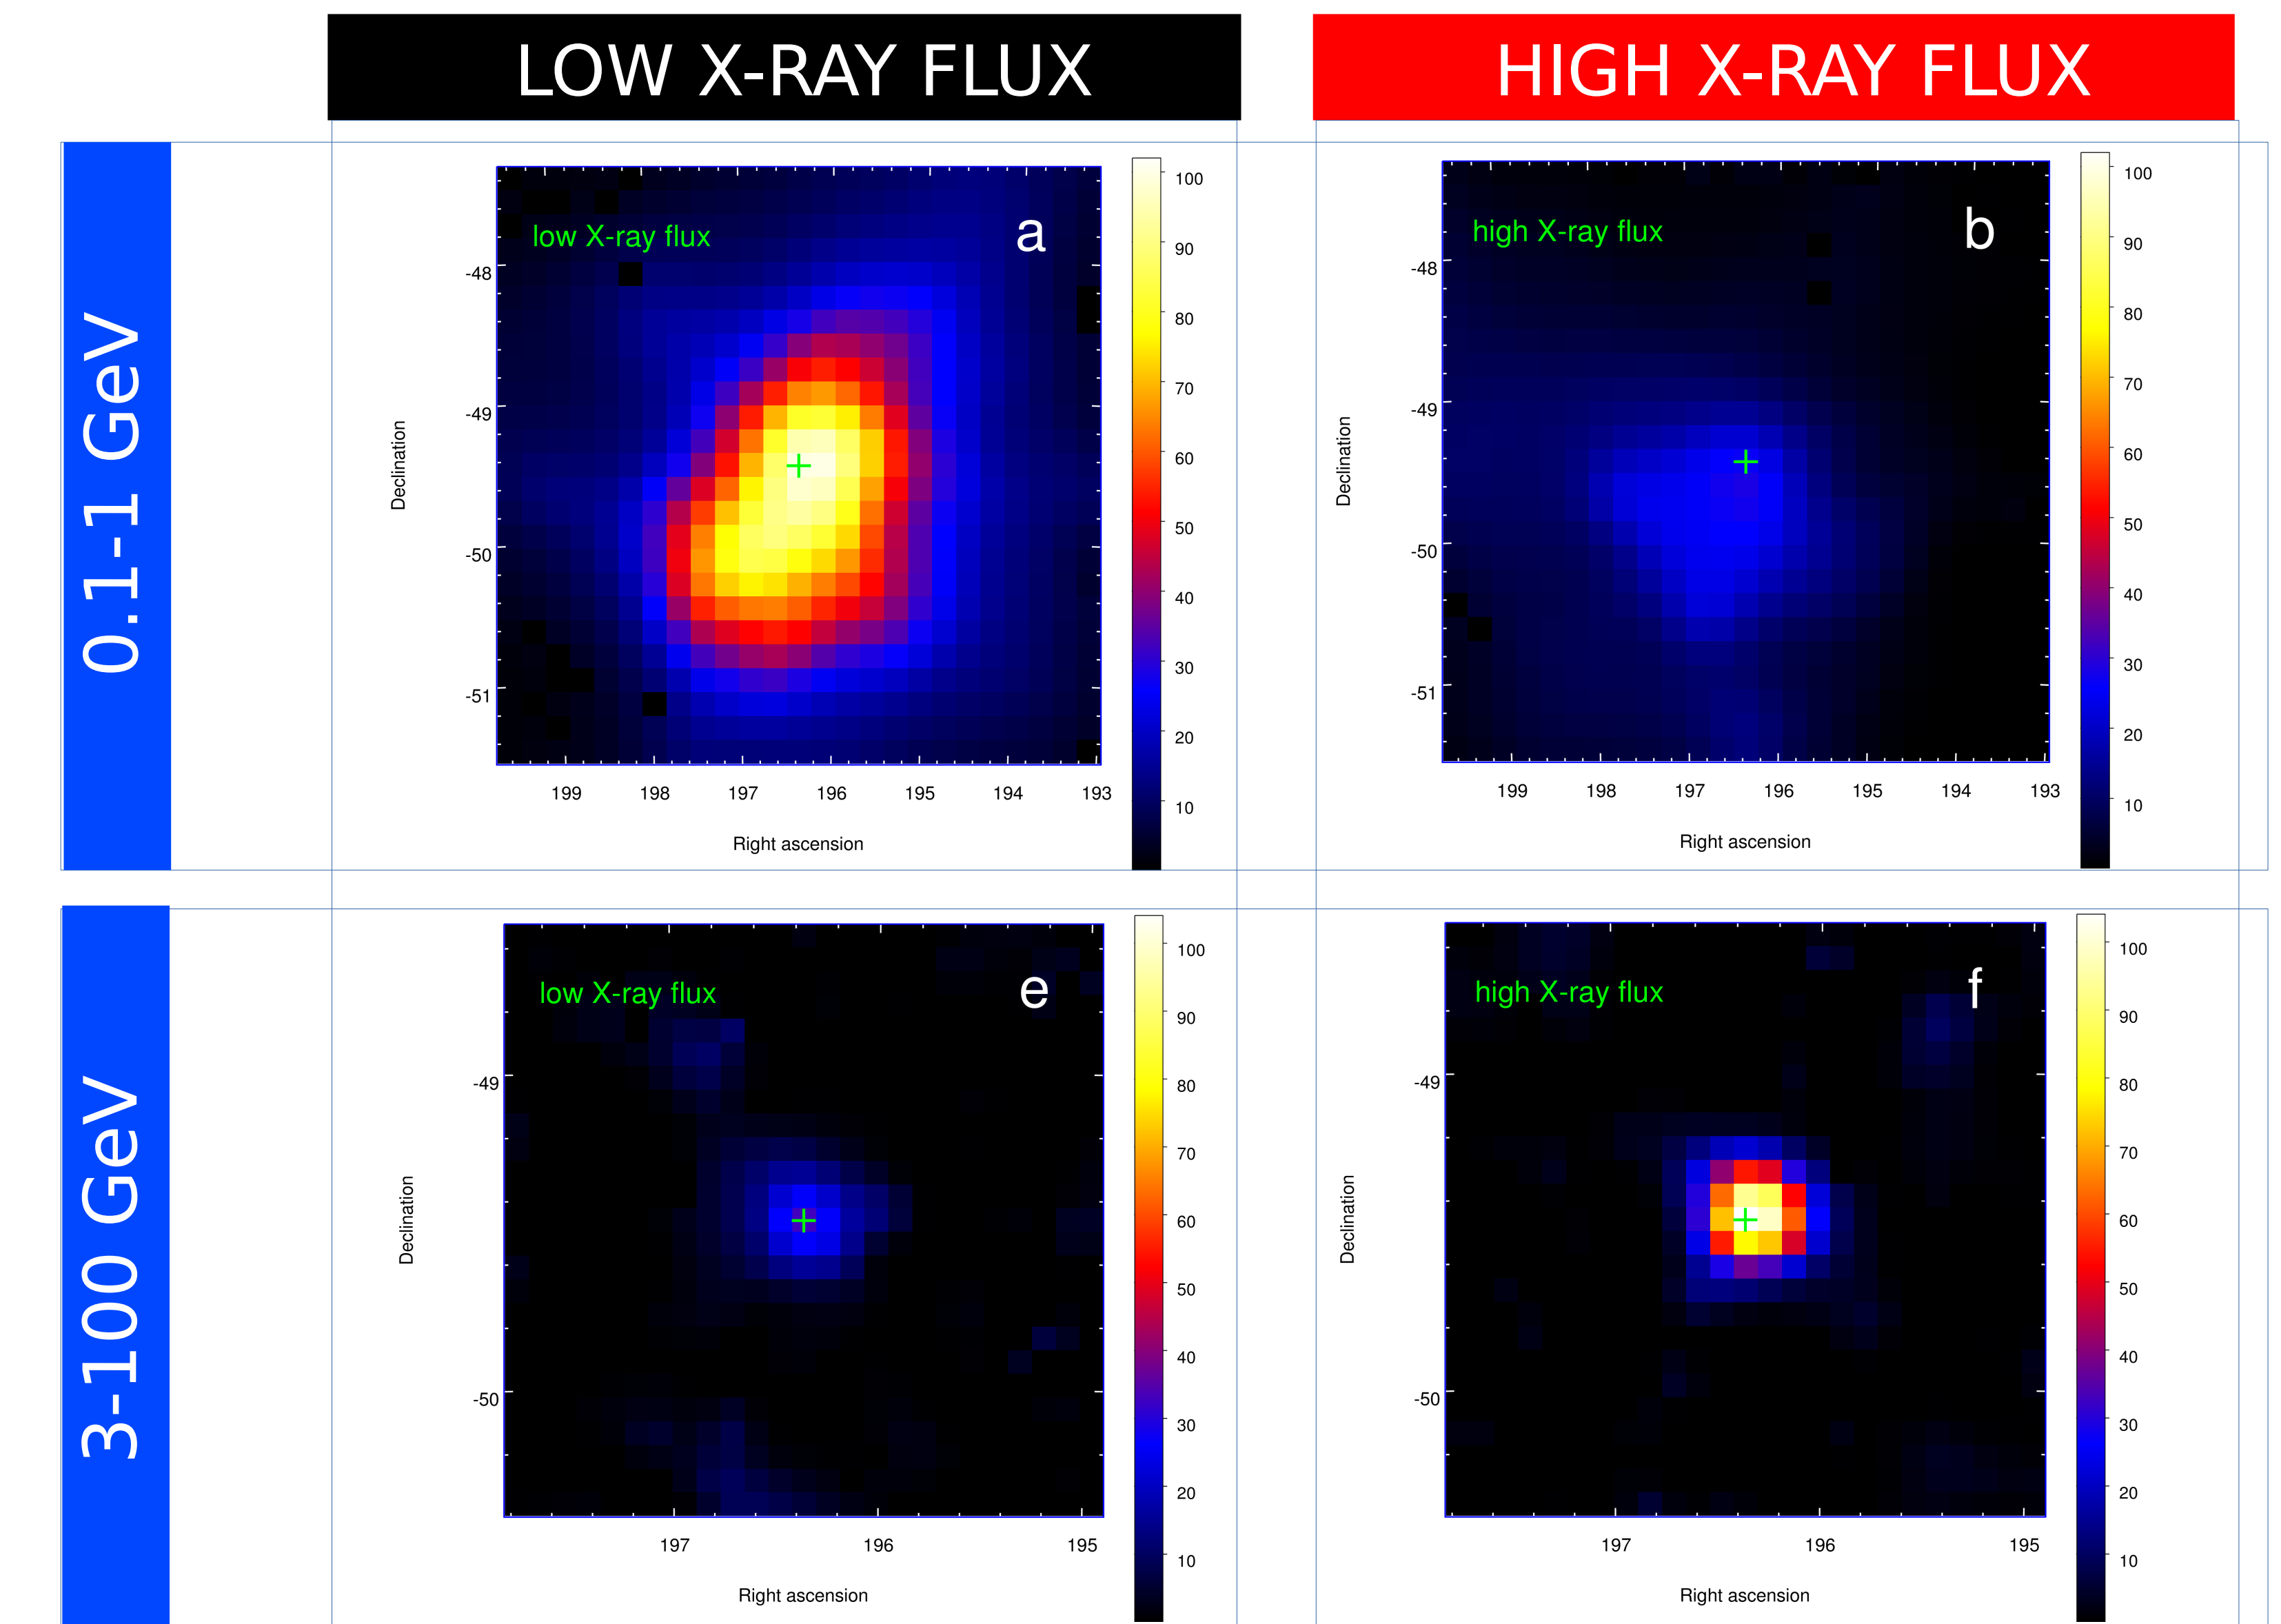 LOW X-RAY FLUX
HIGH X-RAY FLUX
0.1-1 GeV
low X-ray flux
a
-48
-49
-50
-51
Declination
199 198 197 196 195 194 193
Right ascension
100
90
80
70
60
50
40
30
20
10
high X-ray flux
b
-48
-49
-50
-51
Declination
199 198 197 196 195 194 193
Right ascension
100
90
80
70
60
50
40
30
20
10
3-100 GeV
low X-ray flux
e
-49
-50
Declination
197 196 195
Right ascension
100
90
80
70
60
50
40
30
20
10
high X-ray flux
f
-49
-50
Declination
197 196 195
Right ascension
100
90
80
70
60
50
40
30
20
10